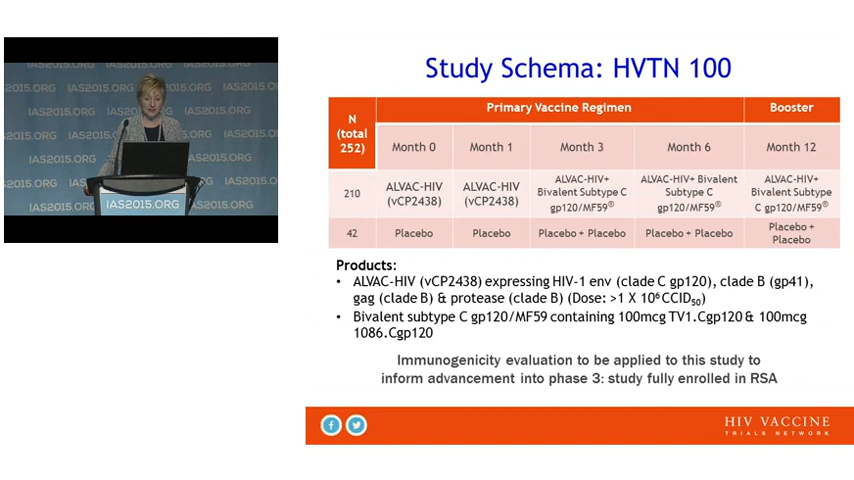 IAS2015.ORG IAS2015.ORG IAS2015.ORG
IAS2015.ORG IAS2015.ORG
IAS2015.ORG
IAS2015.ORG
IAS2015.ORG
IAS2015.ORG
Study Schema: HVTN 100
N
(total
252)
Primary Vaccine Regimen
Booster
Month 0
Month 1
Month 3
Month 6
Month 12
210
ALVAC-HIV
(vCP2438)
ALVAC-HIV
(vCP2438)
ALVAC-HIV+
Bivalent Subtype C
gp120/MF59®
ALVAC-HIV+ Bivalent
Subtype C
gp120/MF59®
ALVAC-HIV+
Bivalent Subtype
C gp120/MF59®
42
Placebo
Placebo
Placebo + Placebo
Placebo + Placebo
Placebo +
Placebo
Products:
• ALVAC-HIV (vCP2438) expressing HIV-1 env (clade C gp120), clade B (gp41),
gag (clade B) & protease (clade B) (Dose: >1 X 10⁶ CCID₅₀)
• Bivalent subtype C gp120/MF59 containing 100mcg TV1.Cgp120 & 100mcg
1086.Cgp120
Immunogenicity evaluation to be applied to this study to
inform advancement into phase 3: study fully enrolled in RSA
HIV VACCINE
TRIALS NETWORK